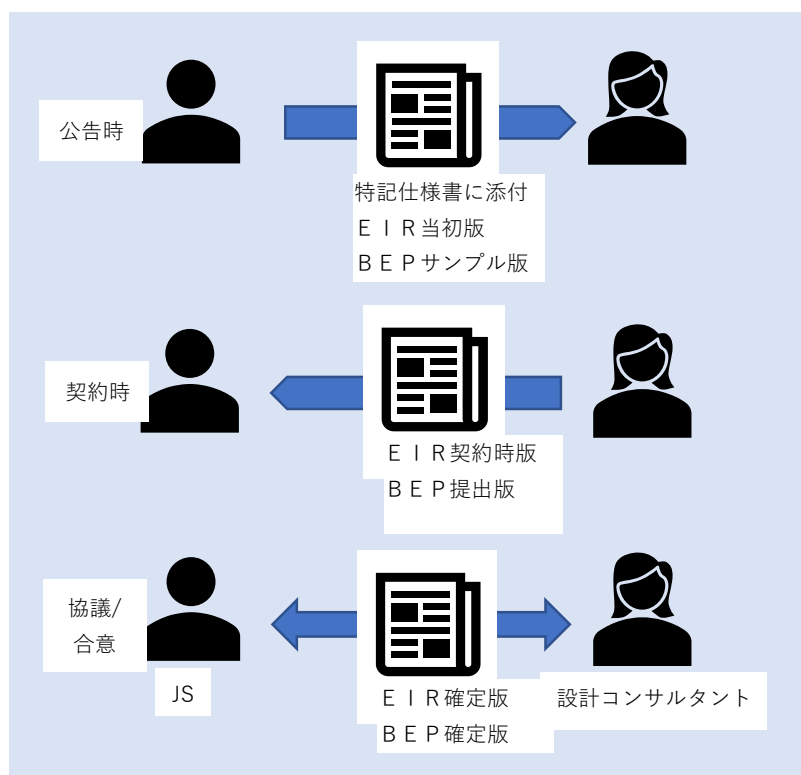 公告時
特記仕様書に添付
ＥＩＲ当初版
ＢＥＰサンプル版
契約時
ＥＩＲ契約時版
ＢＥＰ提出版
協議/
合意
JS
ＥＩＲ確定版
ＢＥＰ確定版
設計コンサルタント